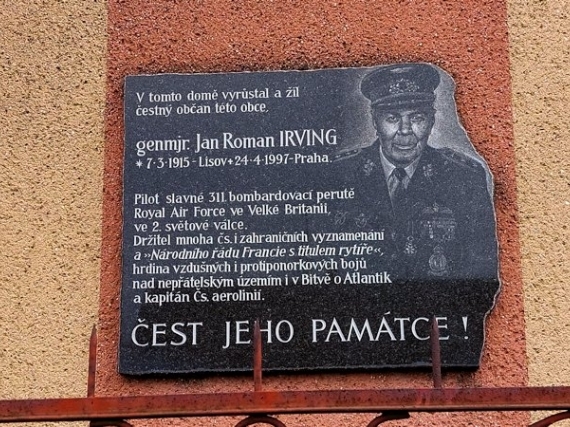 V tomto domě vyrůstal a žil
čestný občan této obce,
genmjr. Jan Roman IRVING
* 7·3·1915 - Lisov + 24·4·1997 - Praha.
Pilot slavné 311. bombardovací perutě
Royal Air Force ve Velké Britanii,
ve 2. světové válce.
Držitel mnoha čs. i zahraničních vyznamenání
a »Národního řádu Francie s titulem rytíře«,
hrdina vzdušných i protiponorkových bojů
nad nepřátelským územím i v Bitvě o Atlantik
a kapitán Čs. aerolinií.
ČEST JEHO PAMÁTCE !